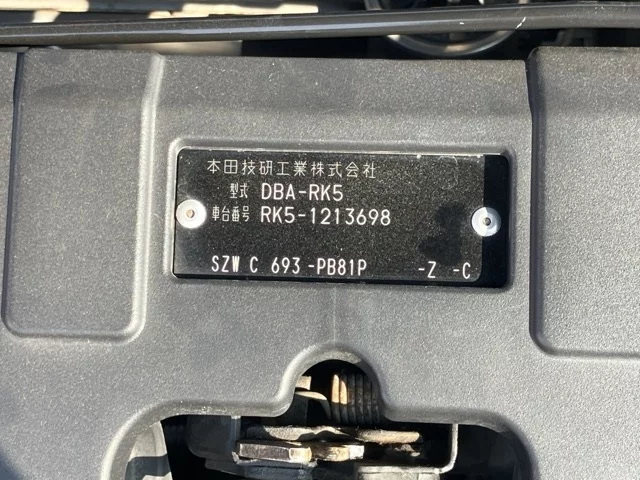 本田技研工業株式会社
型式 DBA-RK5
車台番号 RK5-1213698
SZW C 693 -PB81P -Z -C